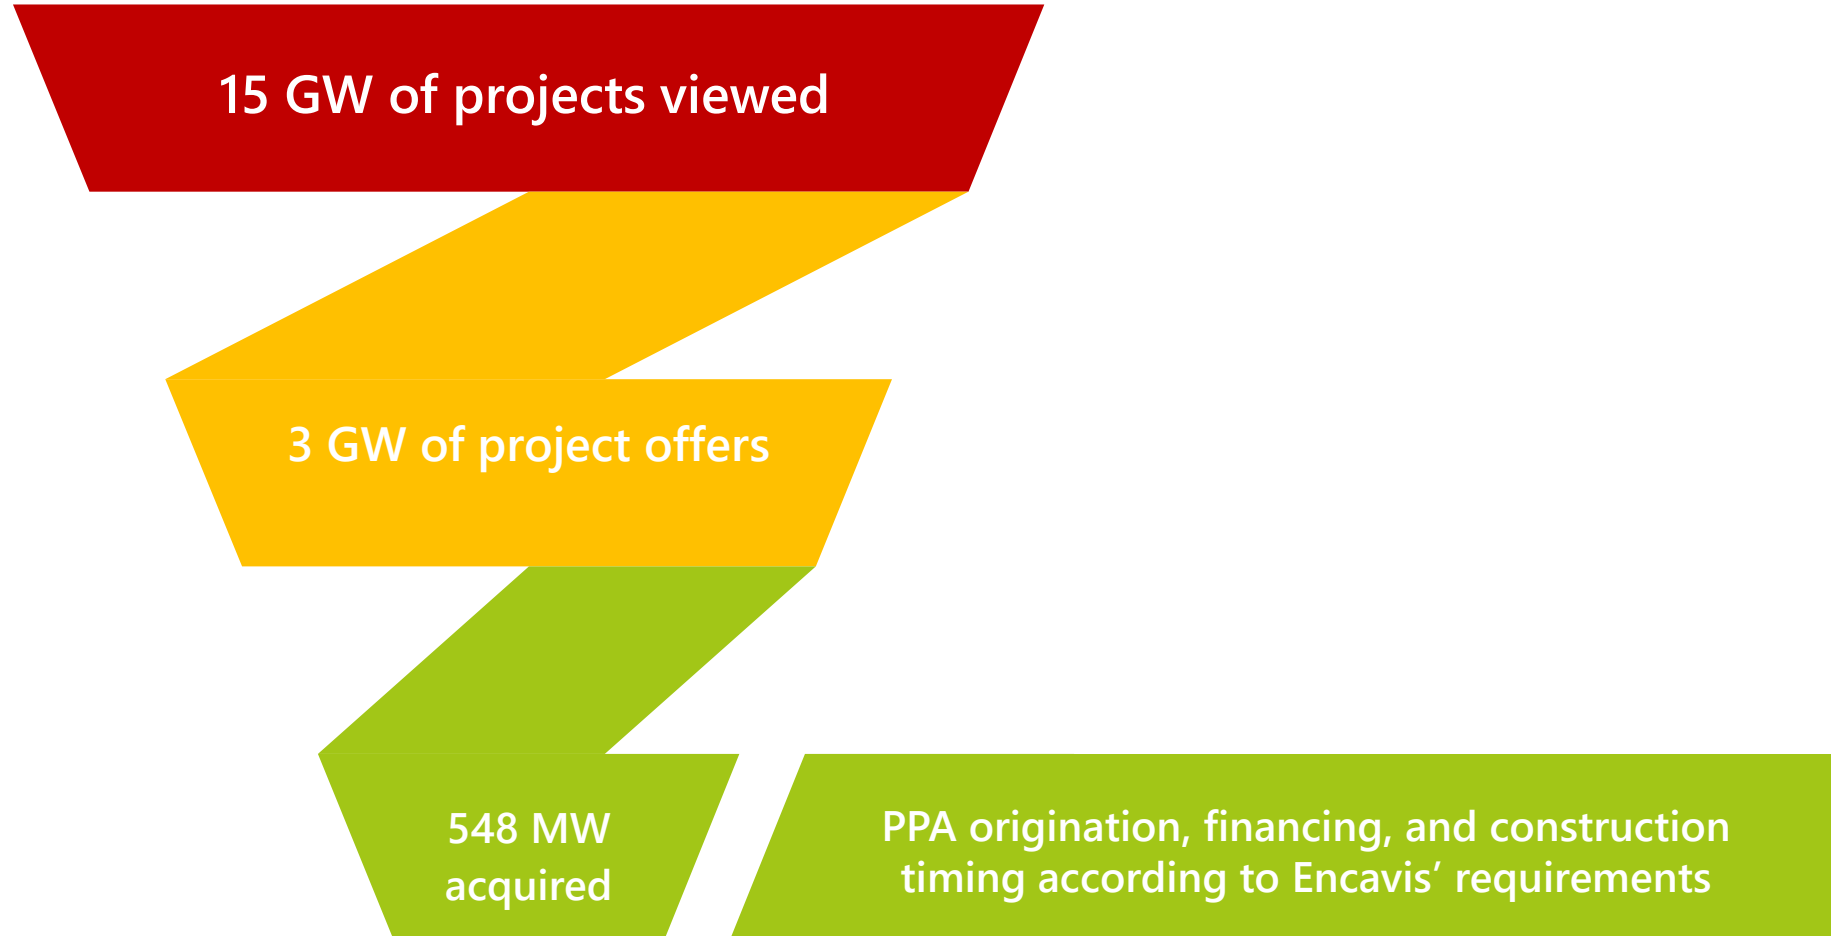 15 GW of projects viewed
3 GW of project offers
548 MW
acquired
PPA origination, financing, and construction
timing according to Encavis’ requirements